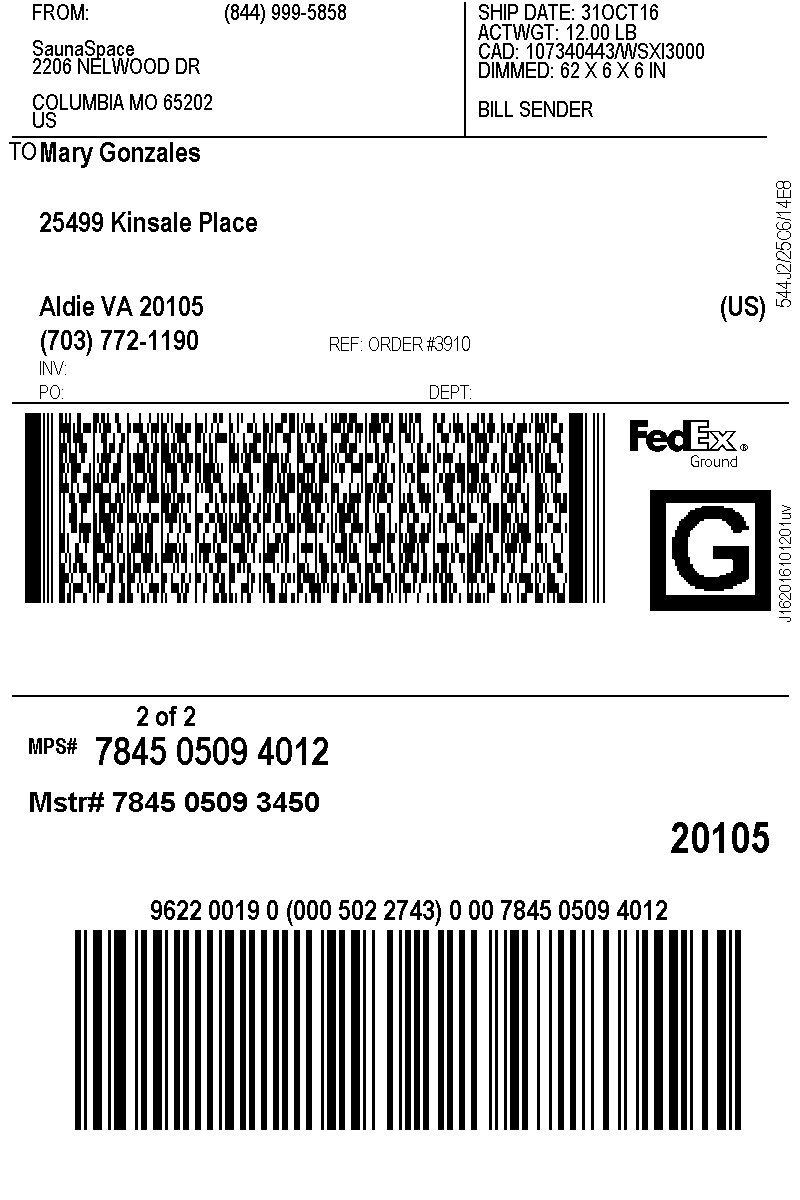 FROM: (844) 999-5858
SaunaSpace
2206 NELWOOD DR
COLUMBIA MO 65202
US
SHIP DATE: 31OCT16
ACTWGT: 12.00 LB
CAD: 107340443/WSXI3000
DIMMED: 62 X 6 X 6 IN
BILL SENDER
TO Mary Gonzales
25499 Kinsale Place
Aldie VA 20105 (US)
(703) 772-1190 REF: ORDER #3910
INV:
PO: DEPT:
544J2/25C6/14E8
FedEx®
Ground
G
J162016101201uv
2 of 2
MPS# 7845 0509 4012
Mstr# 7845 0509 3450
20105
9622 0019 0 (000 502 2743) 0 00 7845 0509 4012